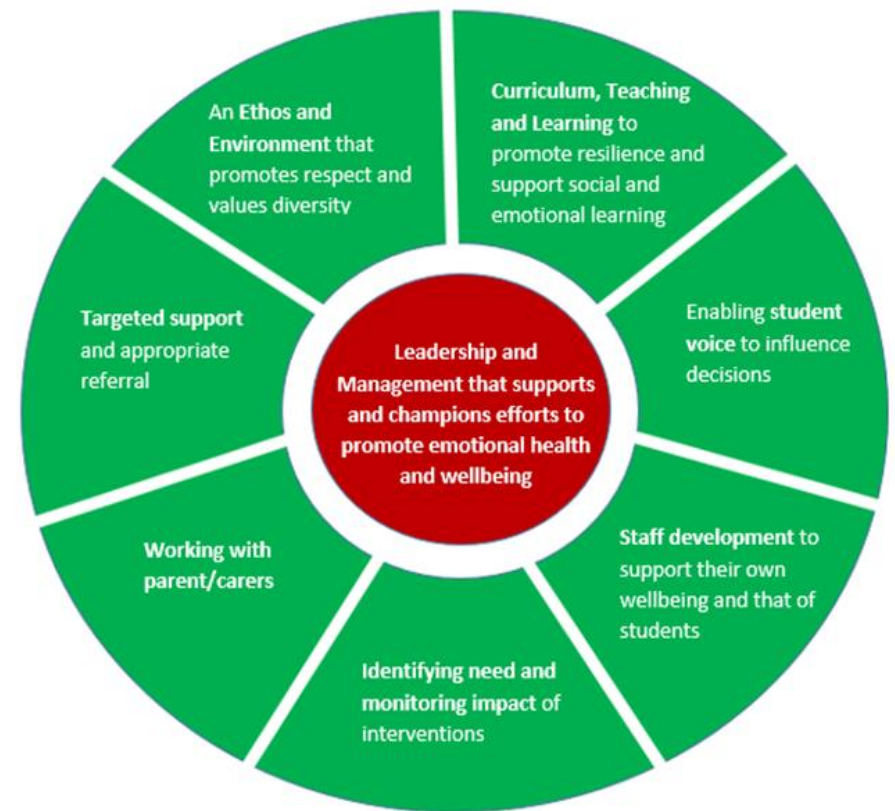 An Ethos and
Environment that
promotes respect and
values diversity
Curriculum, Teaching
and Learning to
promote resilience and
support social and
emotional learning
Enabling student
voice to influence
decisions
Staff development to
support their own
wellbeing and that of
students
Identifying need and
monitoring impact of
interventions
Working with
parent/carers
Targeted support
and appropriate
referral
Leadership and
Management that supports
and champions efforts to
promote emotional health
and wellbeing